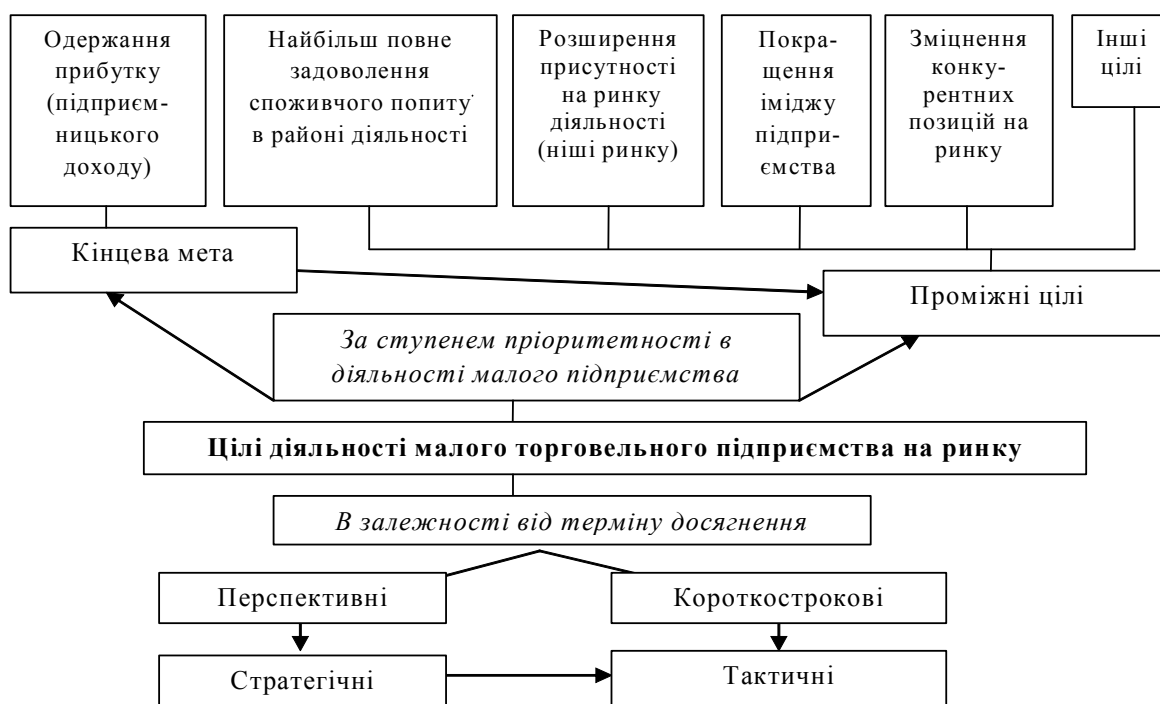 Одержання
прибутку
(підприєм-
ницького
доходу)
Найбільш повне
задоволення
споживчого попиту
в районі діяльності
Розширення
присутності
на ринку
діяльності
(ніші ринку)
Покра-
щення
іміджу
підпри-
ємства
Зміцнення
конку-
рентних
позицій на
ринку
Інші
цілі
Кінцева мета
Проміжні цілі
За ступенем пріоритетності в
діяльності малого підприємства
Цілі діяльності малого торговельного підприємства на ринку
В залежності від терміну досягнення
Перспективні
Короткострокові
Стратегічні
Тактичні